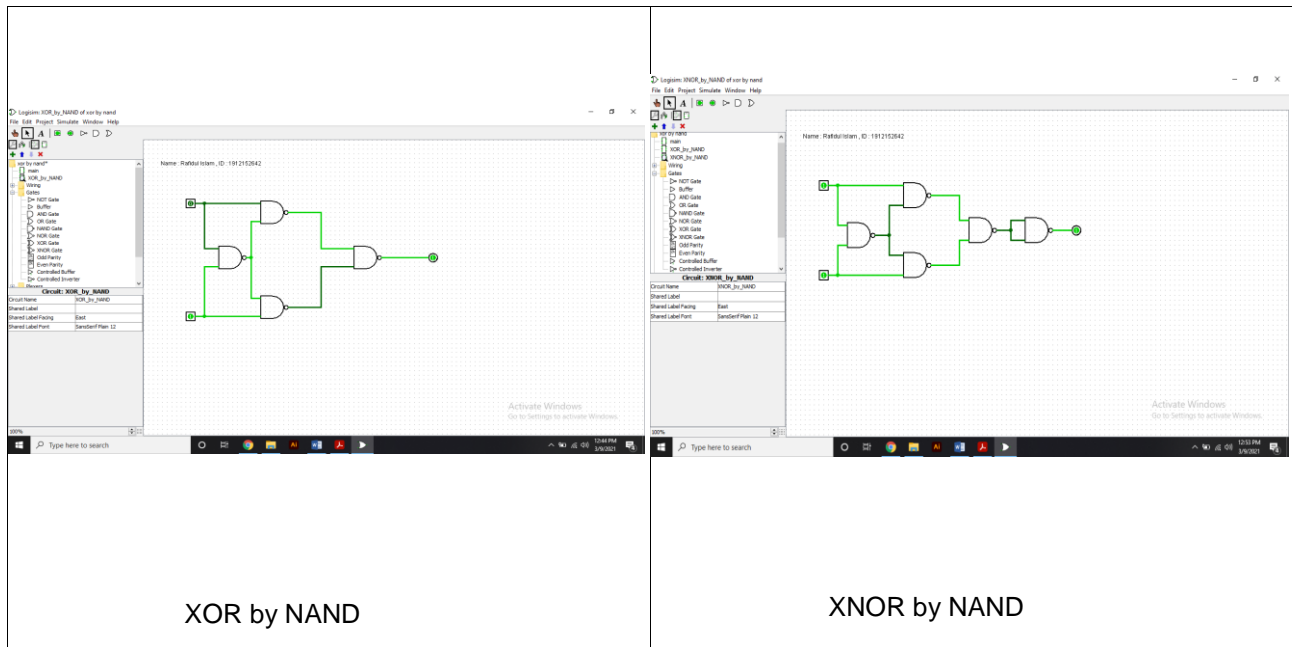 Logisim: XOR_by_NAND of xor by nand
File Edit Project Simulate Window Help
A
xor by nand*
main
XOR_by_NAND
Wiring
Gates
NOT Gate
Buffer
AND Gate
OR Gate
NAND Gate
NOR Gate
XOR Gate
XNOR Gate
Odd Parity
Even Parity
Controlled Buffer
Controlled Inverter
Circuit: XOR_by_NAND
Circuit Name XOR_by_NAND
Shared Label
Shared Label Facing East
Shared Label Font SansSerif Plain 12
100%
Name : Rafidul Islam , ID : 1912152642
Activate Windows
Go to Settings to activate Windows.
Type here to search
12:44 PM
3/9/2021
XOR by NAND
Logisim: XNOR_by_NAND of xor by nand
File Edit Project Simulate Window Help
A
xor by nand
main
XOR_by_NAND
XNOR_by_NAND
Wiring
Gates
NOT Gate
Buffer
AND Gate
OR Gate
NAND Gate
NOR Gate
XOR Gate
XNOR Gate
Odd Parity
Even Parity
Controlled Buffer
Controlled Inverter
Circuit: XNOR_by_NAND
Circuit Name XNOR_by_NAND
Shared Label
Shared Label Facing East
Shared Label Font SansSerif Plain 12
100%
Name : Rafidul Islam , ID : 1912152642
Activate Windows
Go to Settings to activate Windows.
Type here to search
12:53 PM
3/9/2021
XNOR by NAND